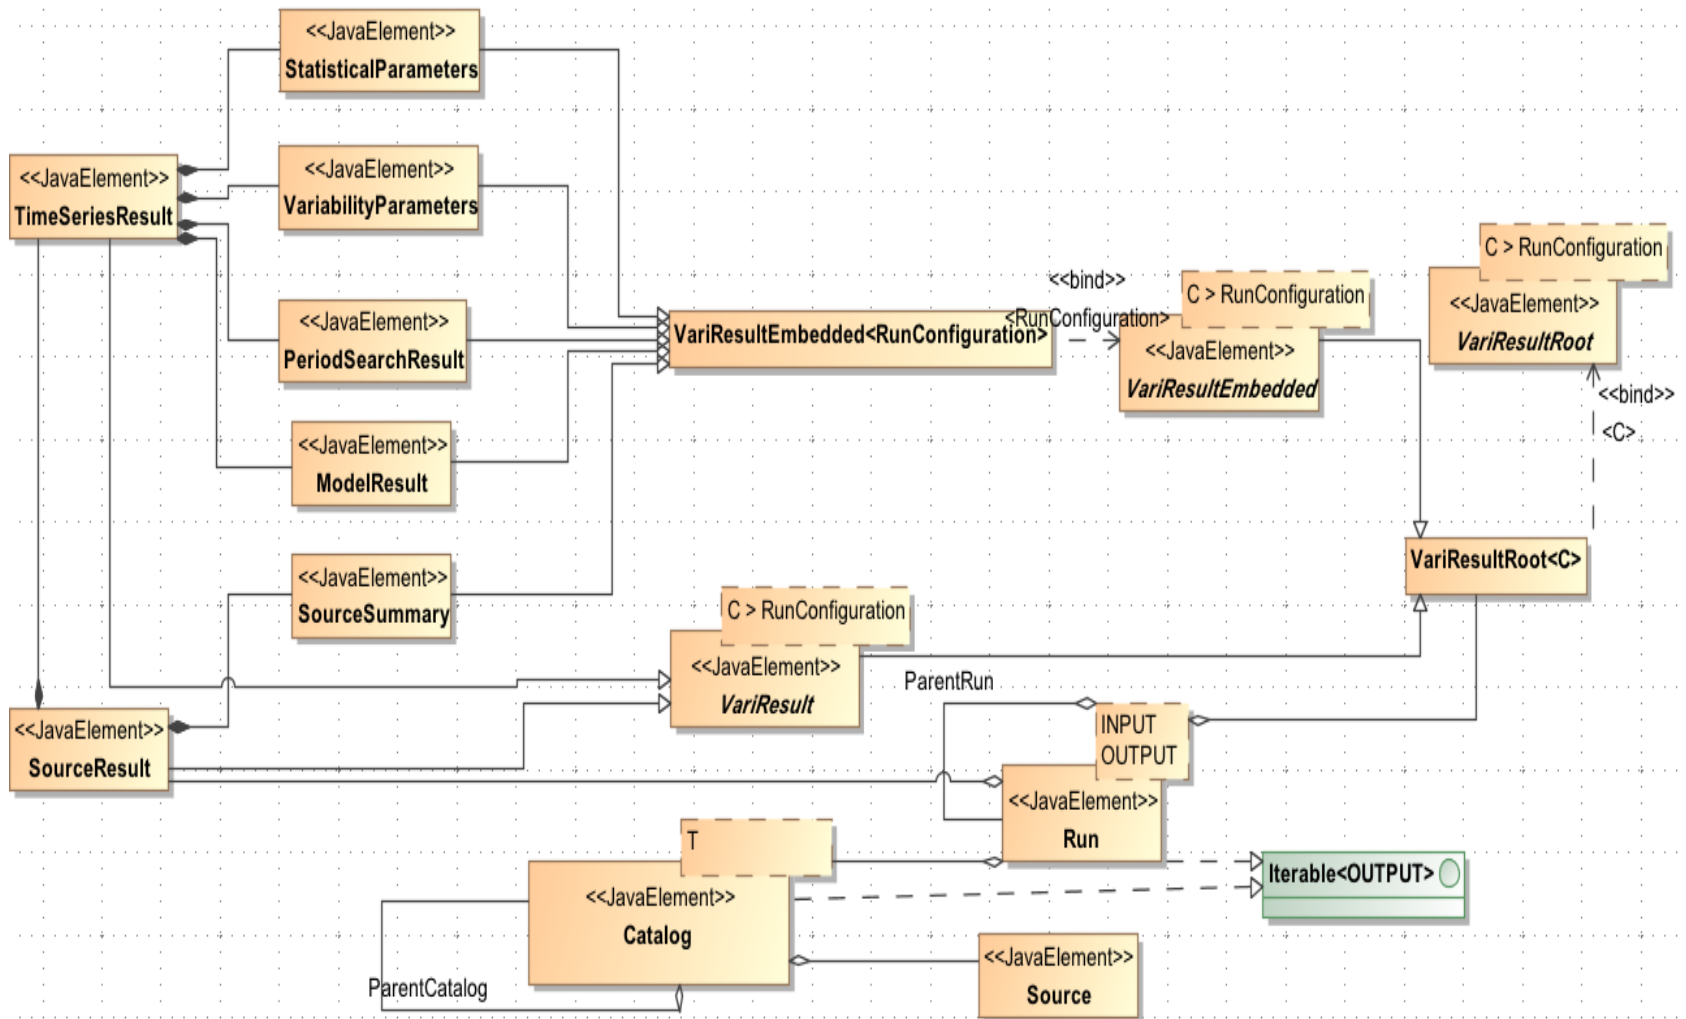 <<JavaElement>>
StatisticalParameters
<<JavaElement>>
TimeSeriesResult
<<JavaElement>>
VariabilityParameters
<<JavaElement>>
PeriodSearchResult
<<JavaElement>>
ModelResult
<<JavaElement>>
SourceSummary
VariResultEmbedded<RunConfiguration>
<<bind>>
<RunConfiguration>
C > RunConfiguration
<<JavaElement>>
VariResultEmbedded
C > RunConfiguration
<<JavaElement>>
VariResultRoot
<<bind>>
<C>
VariResultRoot<C>
C > RunConfiguration
<<JavaElement>>
VariResult
<<JavaElement>>
SourceResult
ParentRun
INPUT
OUTPUT
<<JavaElement>>
Run
T
<<JavaElement>>
Catalog
ParentCatalog
Iterable<OUTPUT>
<<JavaElement>>
Source